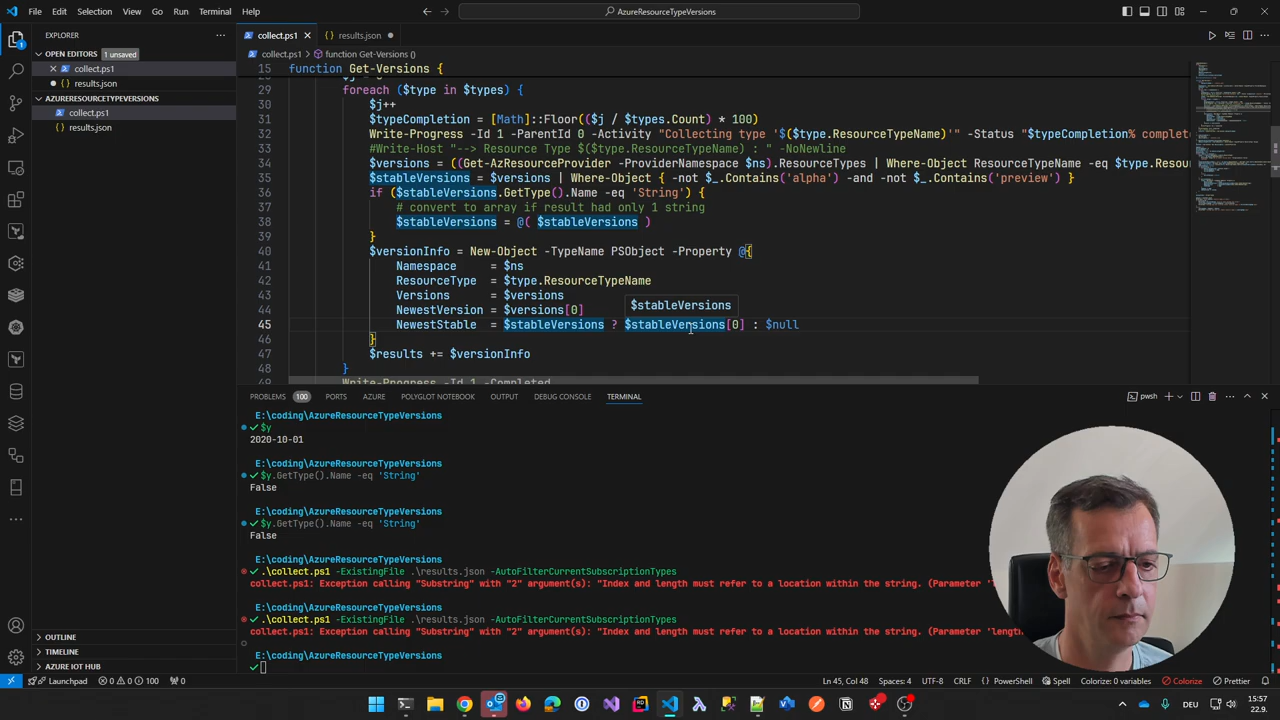 File Edit Selection View Go Run Terminal Help
AzureResourceTypeVersions
EXPLORER
OPEN EDITORS 1 unsaved
collect.ps1
results.json
AZURERESOURCETYPEVERSIONS
collect.ps1
results.json
OUTLINE
TIMELINE
AZURE IOT HUB
collect.ps1
results.json
collect.ps1 > function Get-Versions ()
15 function Get-Versions {
29 foreach ($type in $types) {
30 $j++
31 $typeCompletion = [Math]::Floor(($j / $types.Count) * 100)
32 Write-Progress -Id 1 -ParentId 0 -Activity "Collecting type '$($type.ResourceTypeName)'" -Status "$typeCompletion% complet
33 #Write-Host "--> Resource Type $($type.ResourceTypeName) : " -NoNewline
34 $versions = ((Get-AzResourceProvider -ProviderNamespace $ns).ResourceTypes | Where-Object ResourceTypeName -eq $type.Resour
35 $stableVersions = $versions | Where-Object { -not $_.Contains('alpha') -and -not $_.Contains('preview') }
36 if ($stableVersions.GetType().Name -eq 'String') {
37 # convert to array if result had only 1 string
38 $stableVersions = @( $stableVersions )
39 }
40 $versionInfo = New-Object -TypeName PSObject -Property @{
41 Namespace = $ns
42 ResourceType = $type.ResourceTypeName
43 Versions = $versions
$stableVersions
44 NewestVersion = $versions[0]
45 NewestStable = $stableVersions ? $stableVersions[0] : $null
46 }
47 $results += $versionInfo
48 }
49 Write-Progress -Id 1 -Completed
PROBLEMS 100 PORTS AZURE POLYGLOT NOTEBOOK OUTPUT DEBUG CONSOLE TERMINAL
pwsh
E:\coding\AzureResourceTypeVersions
$y
2020-10-01
E:\coding\AzureResourceTypeVersions
$y.GetType().Name -eq 'String'
False
E:\coding\AzureResourceTypeVersions
$y.GetType().Name -eq 'String'
False
E:\coding\AzureResourceTypeVersions
.\collect.ps1 -ExistingFile .\results.json -AutoFilterCurrentSubscriptionTypes
collect.ps1: Exception calling "Substring" with "2" argument(s): "Index and length must refer to a location within the string. (Parameter '
E:\coding\AzureResourceTypeVersions
.\collect.ps1 -ExistingFile .\results.json -AutoFilterCurrentSubscriptionTypes
collect.ps1: Exception calling "Substring" with "2" argument(s): "Index and length must refer to a location within the string. (Parameter 'length
E:\coding\AzureResourceTypeVersions
Launchpad 0 0 100 0
Ln 45, Col 48 Spaces: 4 UTF-8 CRLF PowerShell Spell Colorize: 0 variables Colorize Prettier
DEU
15:57
22.9.